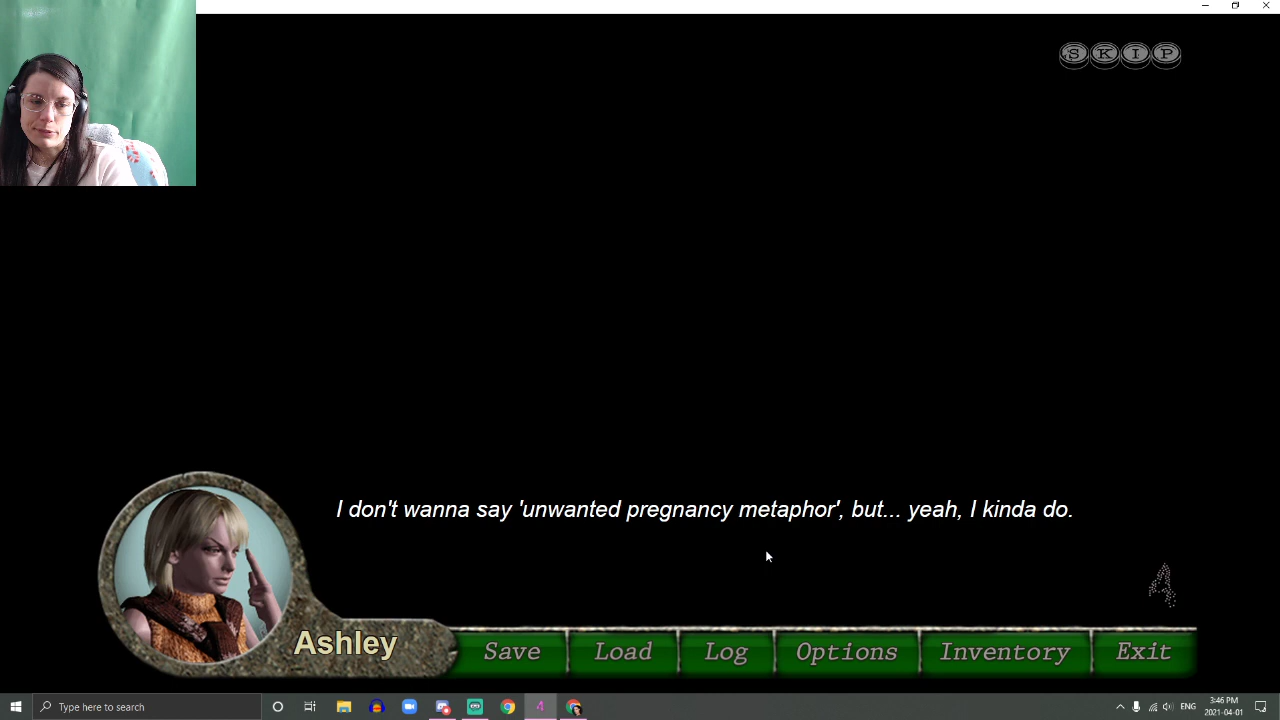 SKIP
I don't wanna say 'unwanted pregnancy metaphor', but... yeah, I kinda do.
Ashley
Save Load Log Options Inventory Exit
Type here to search
ENG
3:46 PM
2021-04-01